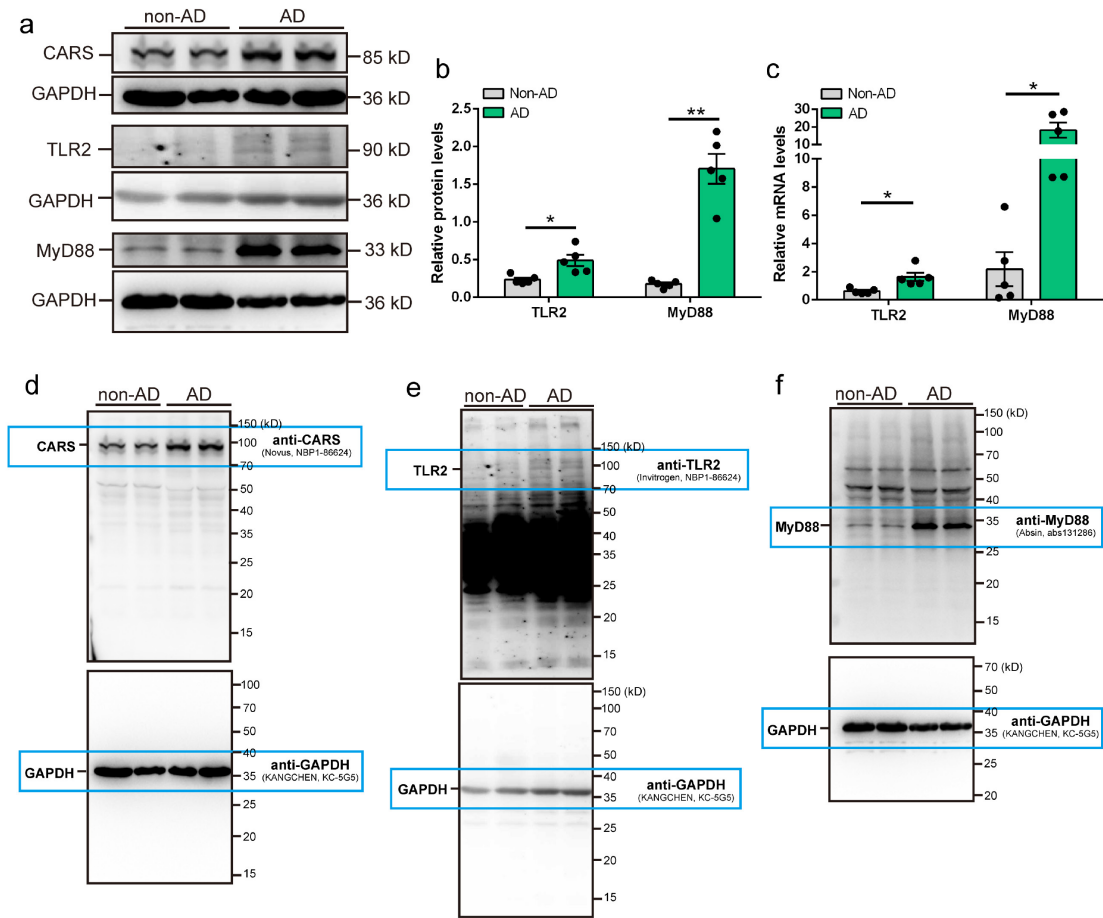 a
non-AD AD
CARS 85 kD
GAPDH 36 kD
TLR2 90 kD
GAPDH 36 kD
MyD88 33 kD
GAPDH 36 kD
b
Non-AD
AD
Relative protein levels
2.5
2.0
1.5
1.0
0.5
0.0
*
**
TLR2 MyD88
c
Non-AD
AD
Relative mRNA levels
30
20
10
8
6
4
2
0
*
*
TLR2 MyD88
d
non-AD AD
150 (kD)
CARS 100 anti-CARS
(Novus, NBP1-86624)
70
50
40
35
25
20
15
100
70
50
40
GAPDH 35 anti-GAPDH
(KANGCHEN, KC-5G5)
25
20
15
e
non-AD AD
150 (kD)
TLR2 100 anti-TLR2
(Invitrogen, NBP1-86624)
70
50
40
35
25
20
15
150 (kD)
100
70
50
40
GAPDH 35 anti-GAPDH
(KANGCHEN, KC-5G5)
25
20
15
f
non-AD AD
150 (kD)
100
70
50
40
MyD88 35 anti-MyD88
(Absin, abs131286)
25
20
15
70 (kD)
50
40
GAPDH 35 anti-GAPDH
(KANGCHEN, KC-5G5)
25
20